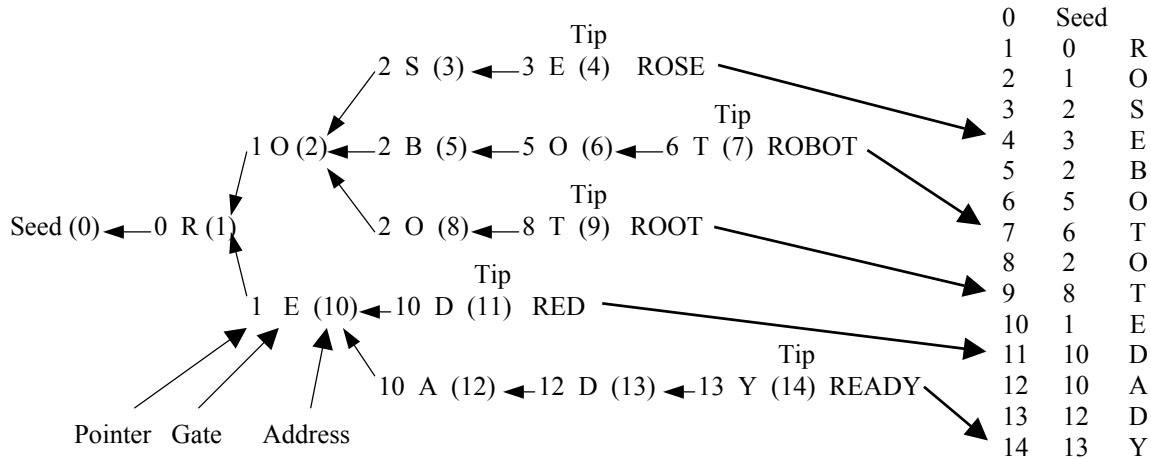 Tip
2 S (3) 3 E (4) ROSE
Tip
1 O (2) 2 B (5) 5 O (6) 6 T (7) ROBOT
Tip
Seed (0) 0 R (1) 2 O (8) 8 T (9) ROOT
Tip
1 E (10) 10 D (11) RED
Tip
10 A (12) 12 D (13) 13 Y (14) READY
Pointer Gate Address
0 Seed
1 0 R
2 1 O
3 2 S
4 3 E
5 2 B
6 5 O
7 6 T
8 2 O
9 8 T
10 1 E
11 10 D
12 10 A
13 12 D
14 13 Y